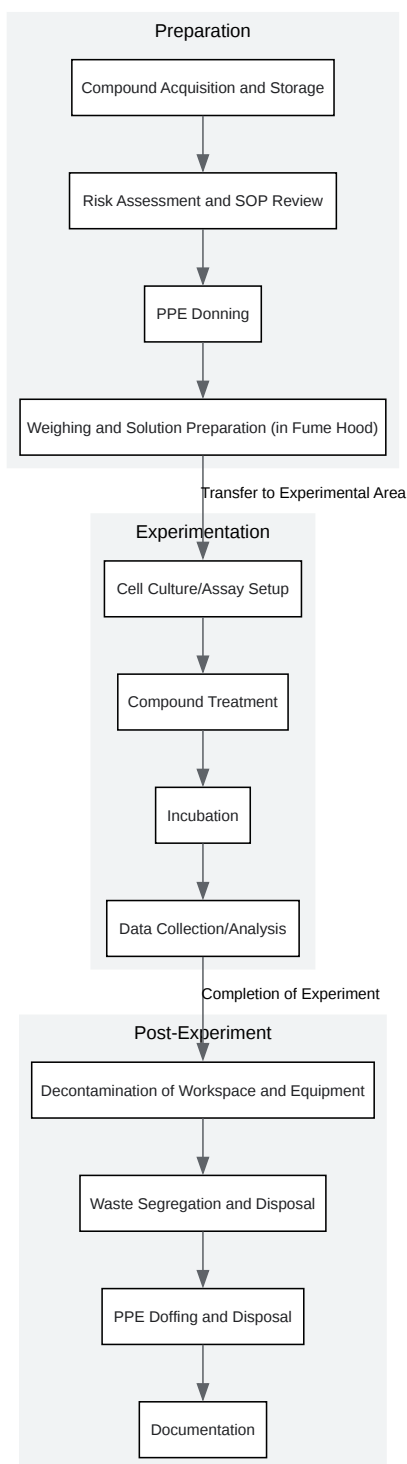 Preparation
Compound Acquisition and Storage
Risk Assessment and SOP Review
PPE Donning
Weighing and Solution Preparation (in Fume Hood)
Transfer to Experimental Area
Experimentation
Cell Culture/Assay Setup
Compound Treatment
Incubation
Data Collection/Analysis
Completion of Experiment
Post-Experiment
Decontamination of Workspace and Equipment
Waste Segregation and Disposal
PPE Doffing and Disposal
Documentation